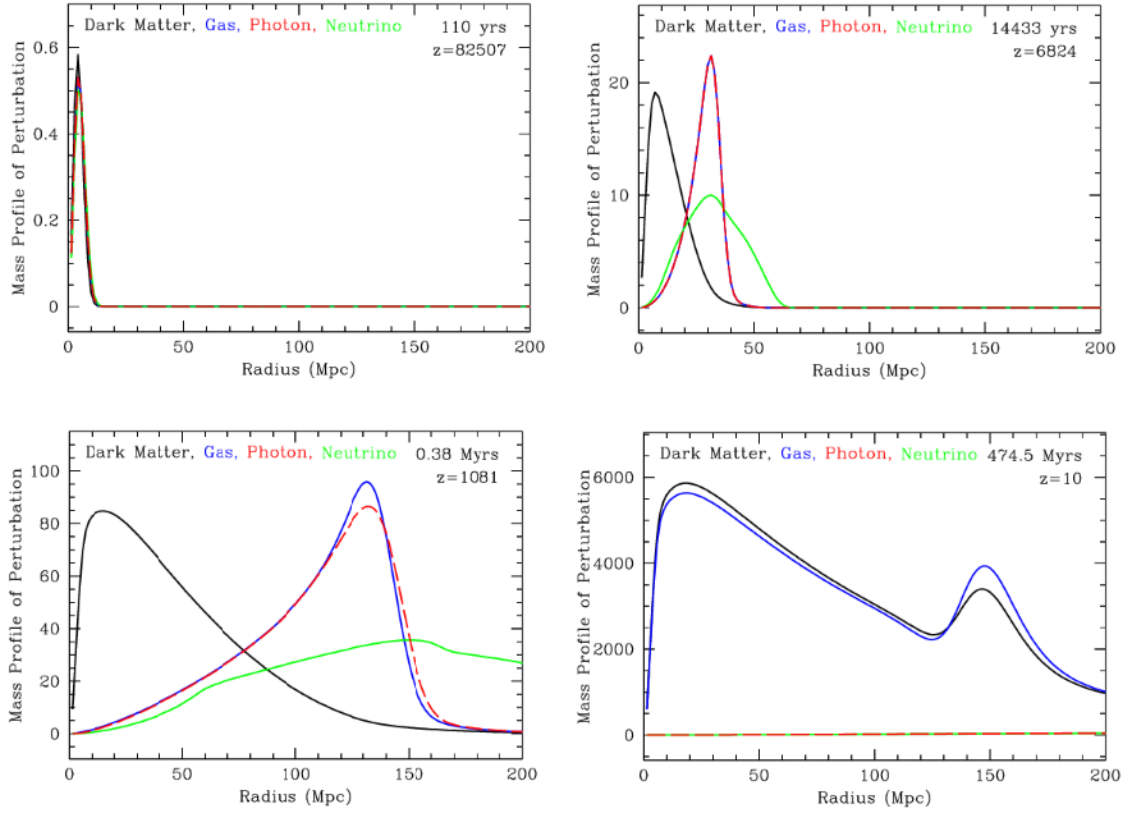 Dark Matter, Gas, Photon, Neutrino 110 yrs
z=82507
Mass Profile of Perturbation
0.6
0.4
0.2
0
0 50 100 150 200
Radius (Mpc)
Dark Matter, Gas, Photon, Neutrino 14433 yrs
z=6824
Mass Profile of Perturbation
20
10
0
0 50 100 150 200
Radius (Mpc)
Dark Matter, Gas, Photon, Neutrino 0.38 Myrs
z=1081
Mass Profile of Perturbation
100
80
60
40
20
0
0 50 100 150 200
Radius (Mpc)
Dark Matter, Gas, Photon, Neutrino 474.5 Myrs
z=10
Mass Profile of Perturbation
6000
4000
2000
0
0 50 100 150 200
Radius (Mpc)